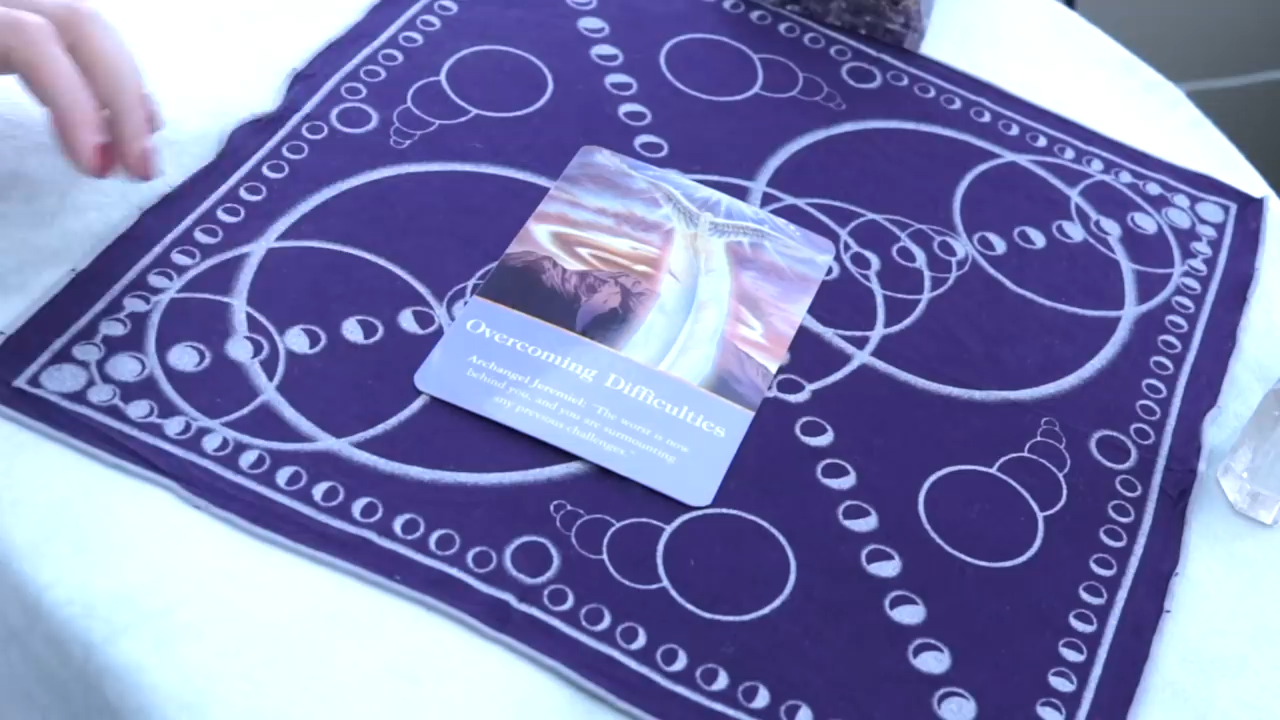 Overcoming Difficulties
Archangel Jeremiel: "The worst is now
behind you, and you are surmounting
any previous challenges."